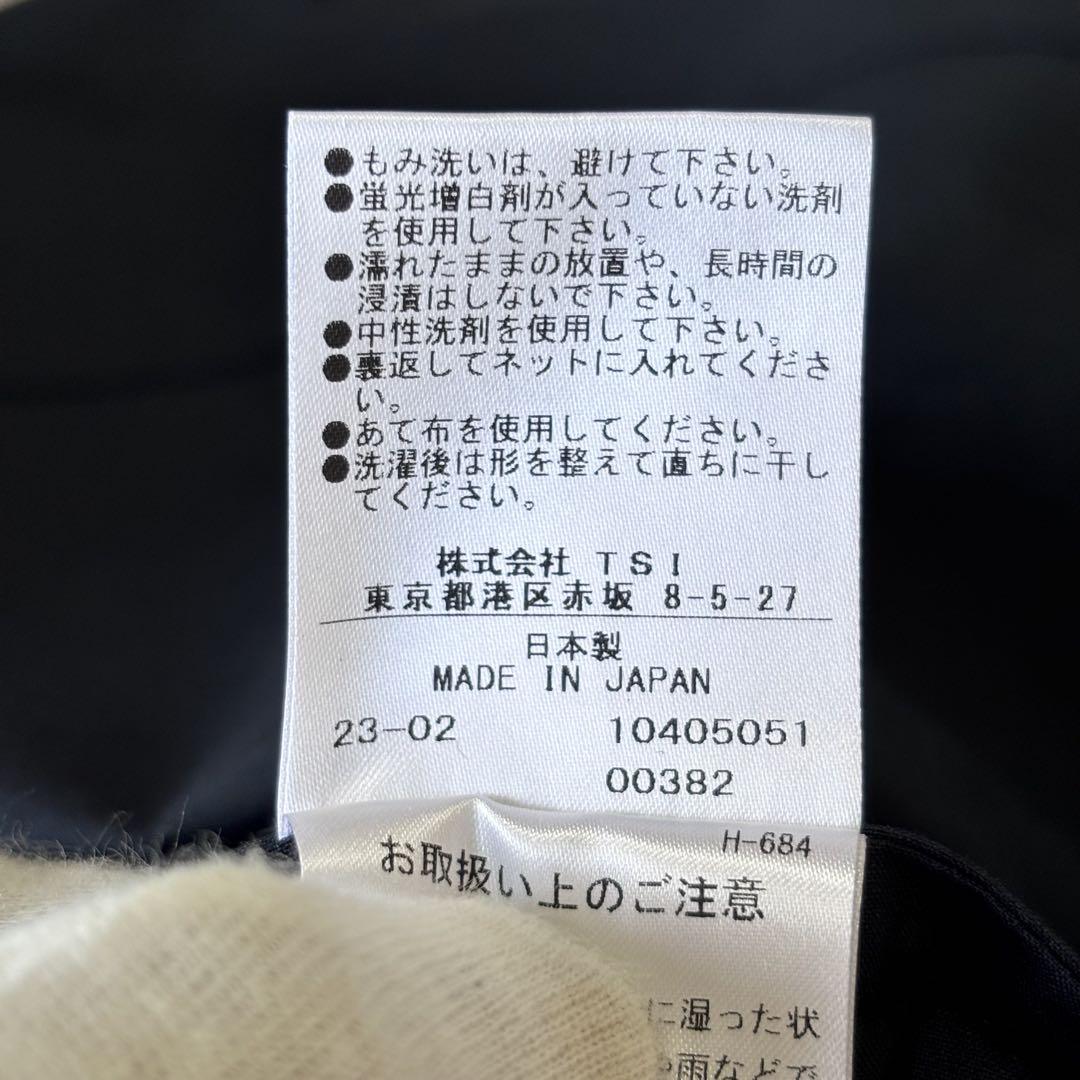 ●もみ洗いは、避けて下さい。
●蛍光増白剤が入っていない洗剤
を使用して下さい。
●濡れたままの放置や、長時間の
浸漬はしないで下さい。
●中性洗剤を使用して下さい。
●裏返してネットに入れてくださ
い。
●あて布を使用してください。
●洗濯後は形を整えて直ちに干し
てください。
株式会社 TSI
東京都港区赤坂 8-5-27
日本製
MADE IN JAPAN
23-02 10405051
00382
H-684
お取扱い上のご注意
に湿った状
や雨などで